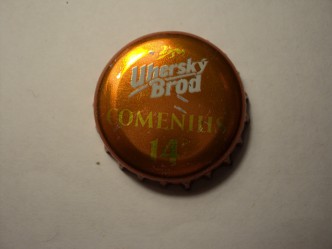 Uherský
Brod
COMENIUS
14